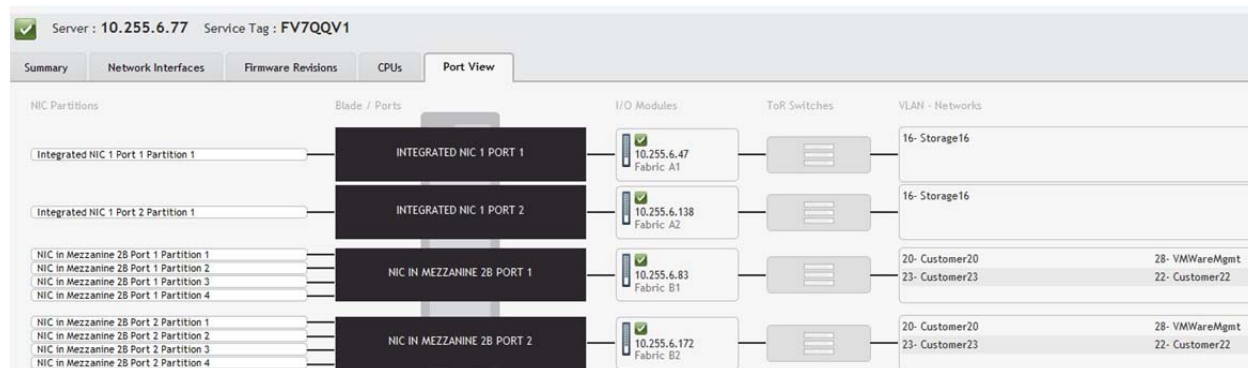 Server : 10.255.6.77 Service Tag : FV7QQV1
Summary Network Interfaces Firmware Revisions CPUs Port View
NIC Partitions Blade / Ports I/O Modules ToR Switches VLAN - Networks
Integrated NIC 1 Port 1 Partition 1
INTEGRATED NIC 1 PORT 1
10.255.6.47
Fabric A1
16- Storage16
Integrated NIC 1 Port 2 Partition 1
INTEGRATED NIC 1 PORT 2
10.255.6.138
Fabric A2
16- Storage16
NIC in Mezzanine 2B Port 1 Partition 1
NIC in Mezzanine 2B Port 1 Partition 2
NIC in Mezzanine 2B Port 1 Partition 3
NIC in Mezzanine 2B Port 1 Partition 4
NIC IN MEZZANINE 2B PORT 1
10.255.6.83
Fabric B1
20- Customer20 28- VMWareMgmt
23- Customer23 22- Customer22
NIC in Mezzanine 2B Port 2 Partition 1
NIC in Mezzanine 2B Port 2 Partition 2
NIC in Mezzanine 2B Port 2 Partition 3
NIC in Mezzanine 2B Port 2 Partition 4
NIC IN MEZZANINE 2B PORT 2
10.255.6.172
Fabric B2
20- Customer20 28- VMWareMgmt
23- Customer23 22- Customer22